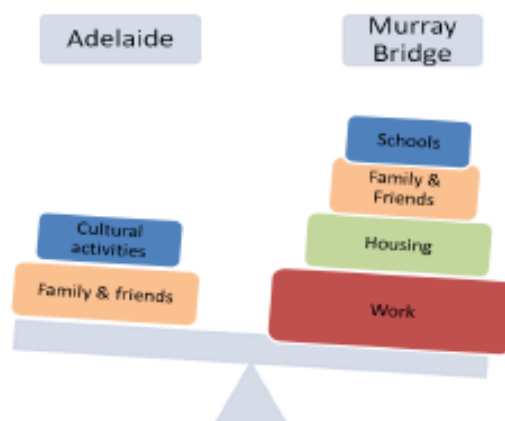 Adelaide
Murray
Bridge
Schools
Family &
Friends
Cultural
activities
Housing
Family & friends
Work